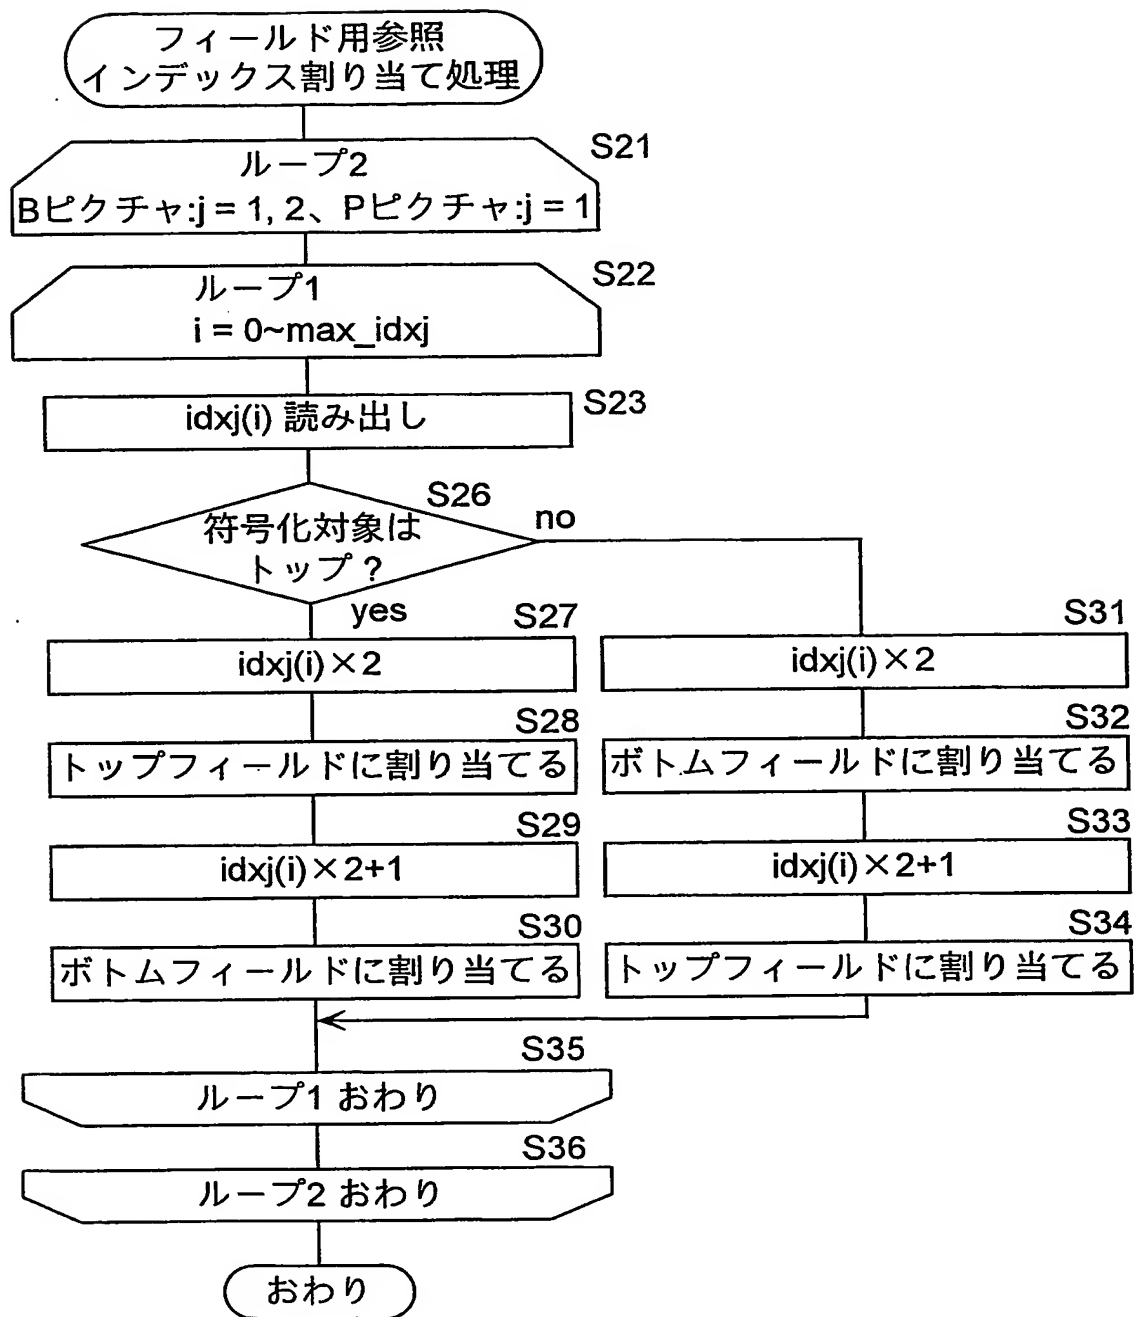 フィールド用参照
インデックス割り当て処理
S21
ループ2
Bピクチャ:j = 1, 2、Pピクチャ:j = 1
S22
ループ1
i = 0~max_idxj
S23
idxj(i) 読み出し
S26
符号化対象は
トップ?
no
yes
S27
idxj(i)×2
S28
トップフィールドに割り当てる
S29
idxj(i)×2+1
S30
ボトムフィールドに割り当てる
S31
idxj(i)×2
S32
ボトムフィールドに割り当てる
S33
idxj(i)×2+1
S34
トップフィールドに割り当てる
S35
ループ1 おわり
S36
ループ2 おわり
おわり